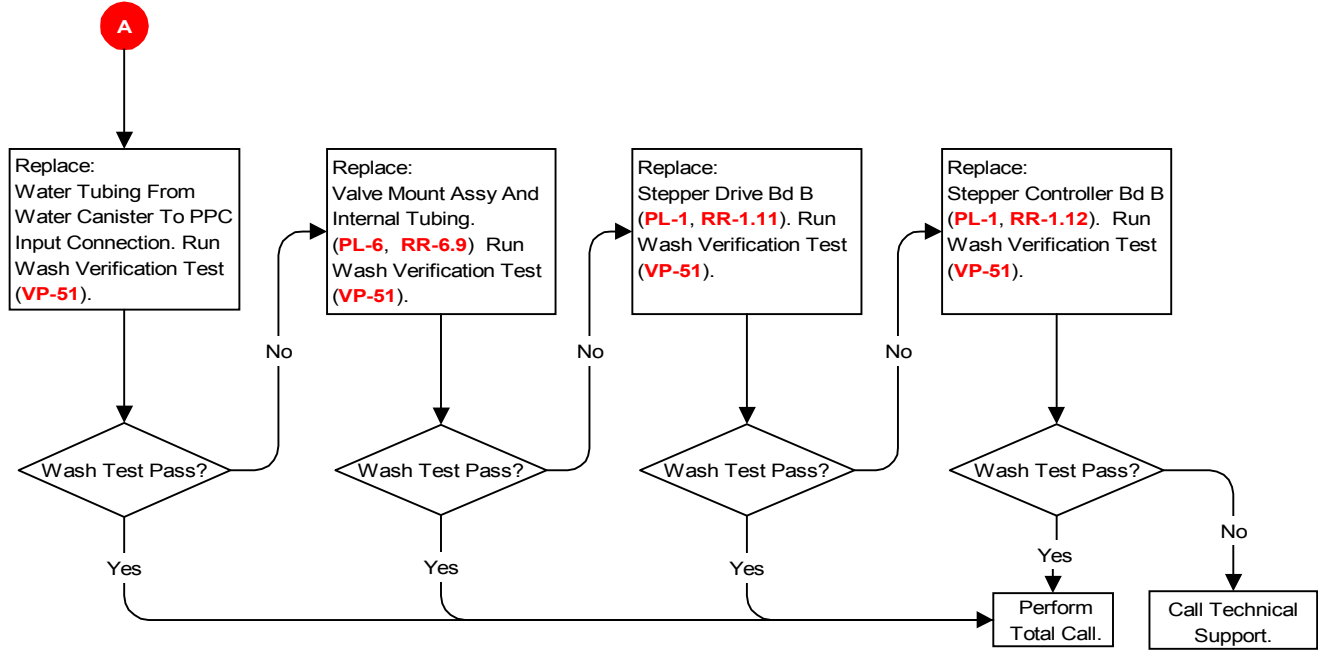 A
Replace:
Water Tubing From
Water Canister To PPC
Input Connection. Run
Wash Verification Test
(VP-51).
Replace:
Valve Mount Assy And
Internal Tubing.
(PL-6, RR-6.9) Run
Wash Verification Test
(VP-51).
Replace:
Stepper Drive Bd B
(PL-1, RR-1.11). Run
Wash Verification Test
(VP-51).
Replace:
Stepper Controller Bd B
(PL-1, RR-1.12). Run
Wash Verification Test
(VP-51).
No
No
No
Wash Test Pass?
Wash Test Pass?
Wash Test Pass?
Wash Test Pass?
No
Yes
Yes
Yes
Yes
Perform
Total Call.
Call Technical
Support.